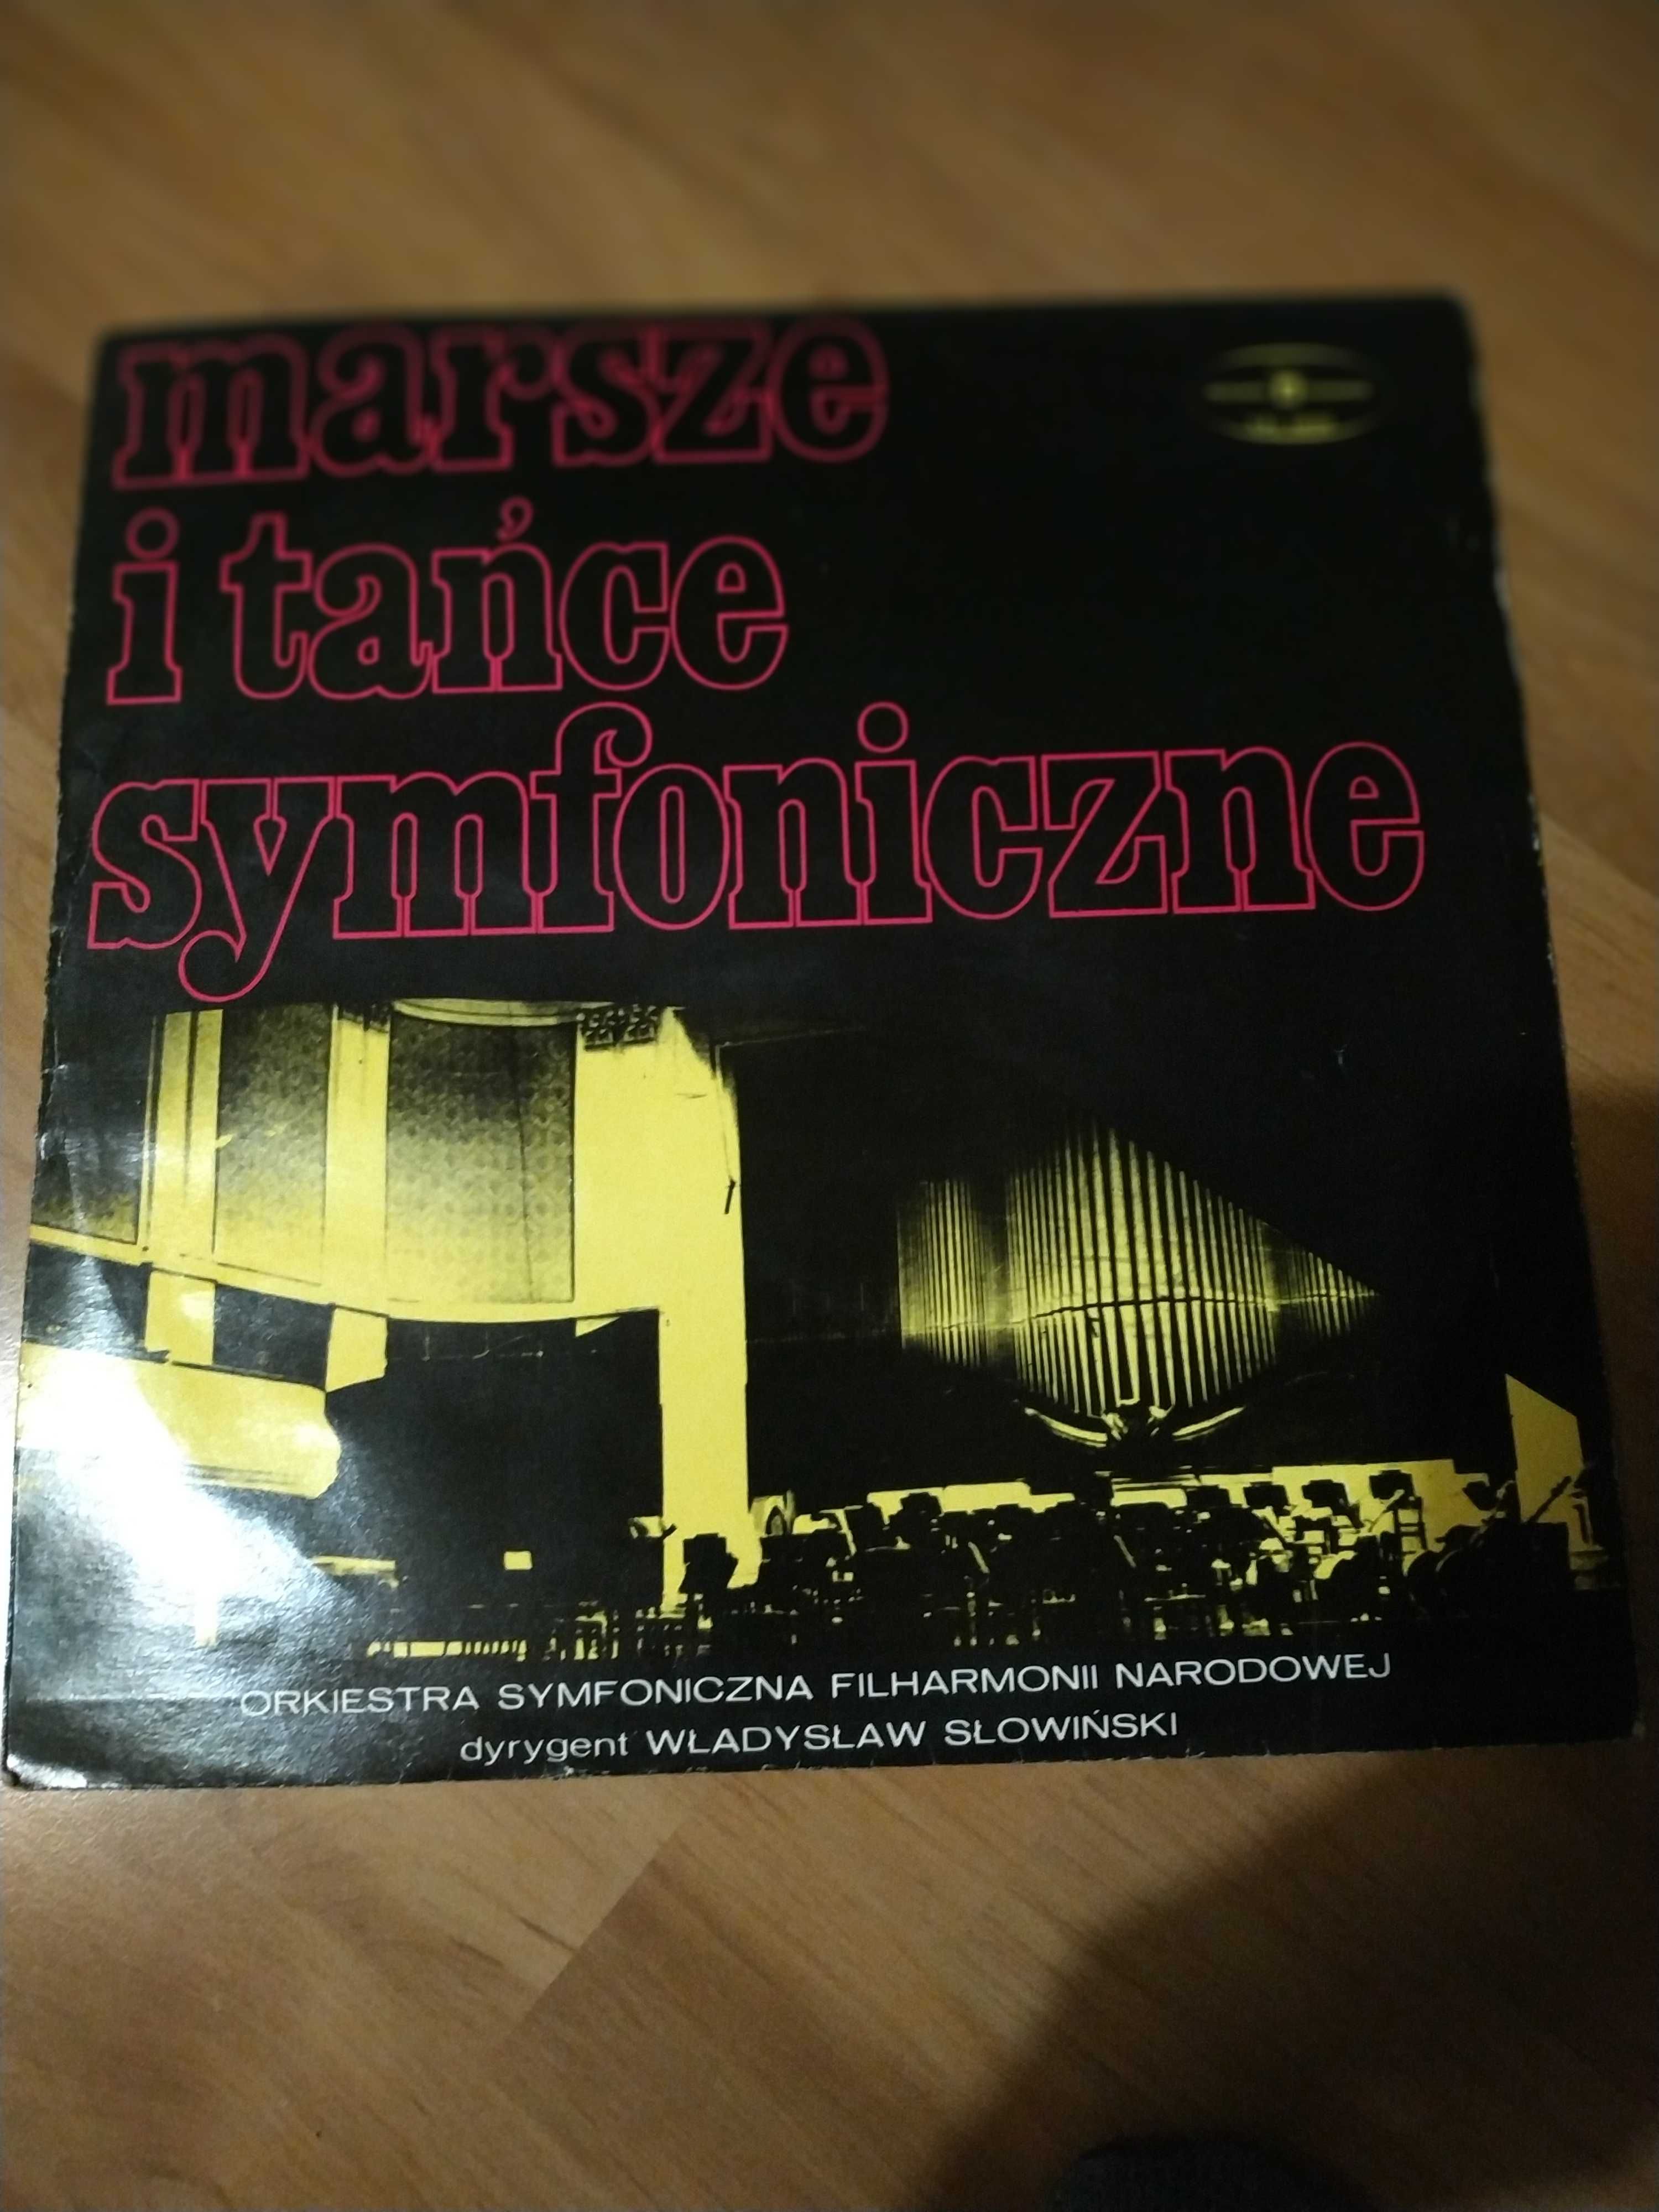 marsze
i tańce
symfoniczne
ORKIESTRA SYMFONICZNA FILHARMONII NARODOWEJ
dyrygent WŁADYSŁAW SŁOWIŃSKI